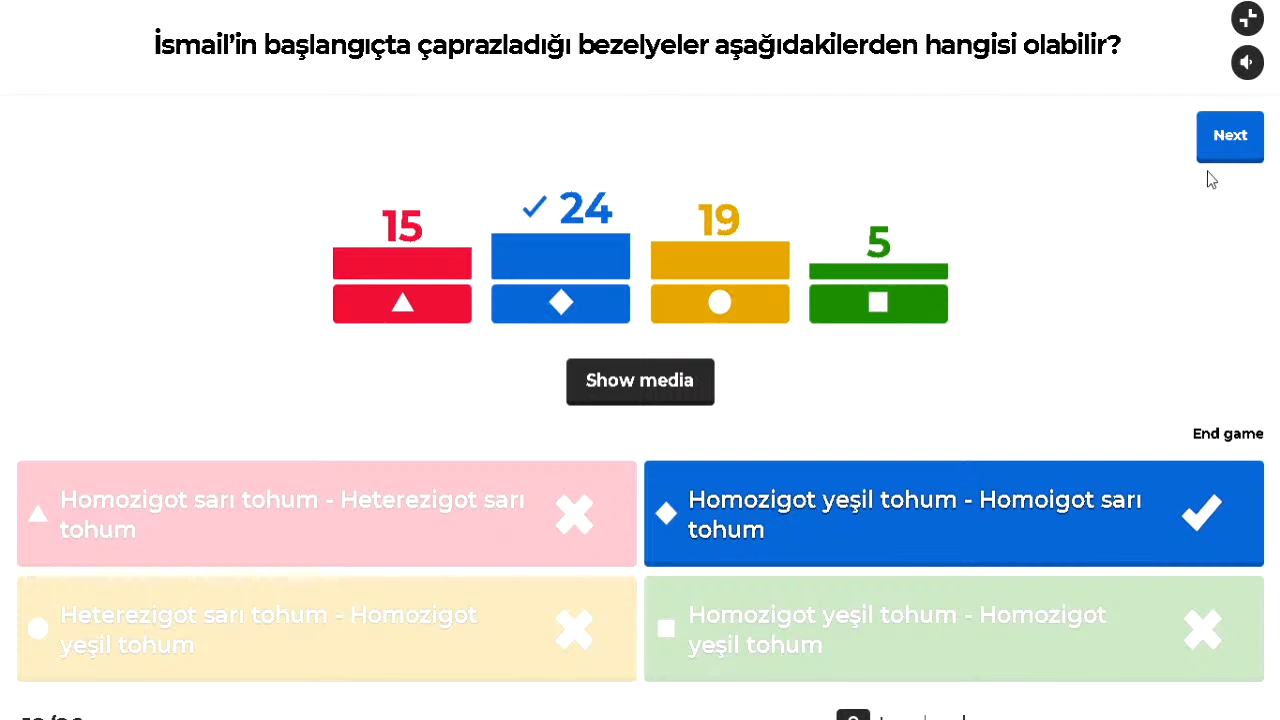 İsmail’in başlangıçta çaprazladığı bezelyeler aşağıdakilerden hangisi olabilir?
Next
15
24
19
5
Show media
End game
Homozigot sarı tohum - Heterezigot sarı
tohum
Homozigot yeşil tohum - Homoigot sarı
tohum
Heterezigot sarı tohum - Homozigot
yeşil tohum
Homozigot yeşil tohum - Homozigot
yeşil tohum